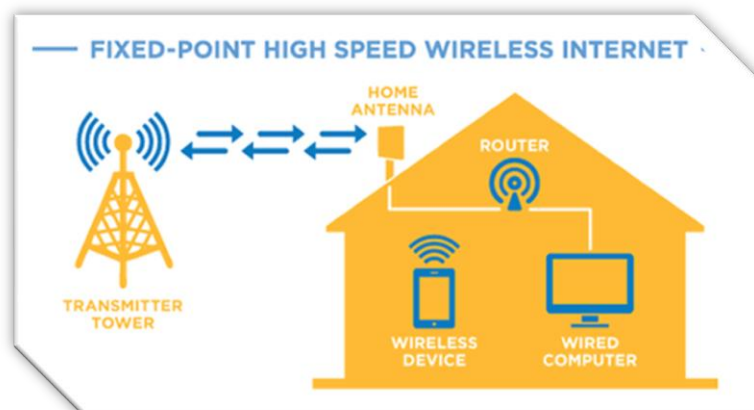 FIXED-POINT HIGH SPEED WIRELESS INTERNET
HOME
ANTENNA
ROUTER
TRANSMITTER
TOWER
WIRELESS
DEVICE
WIRED
COMPUTER